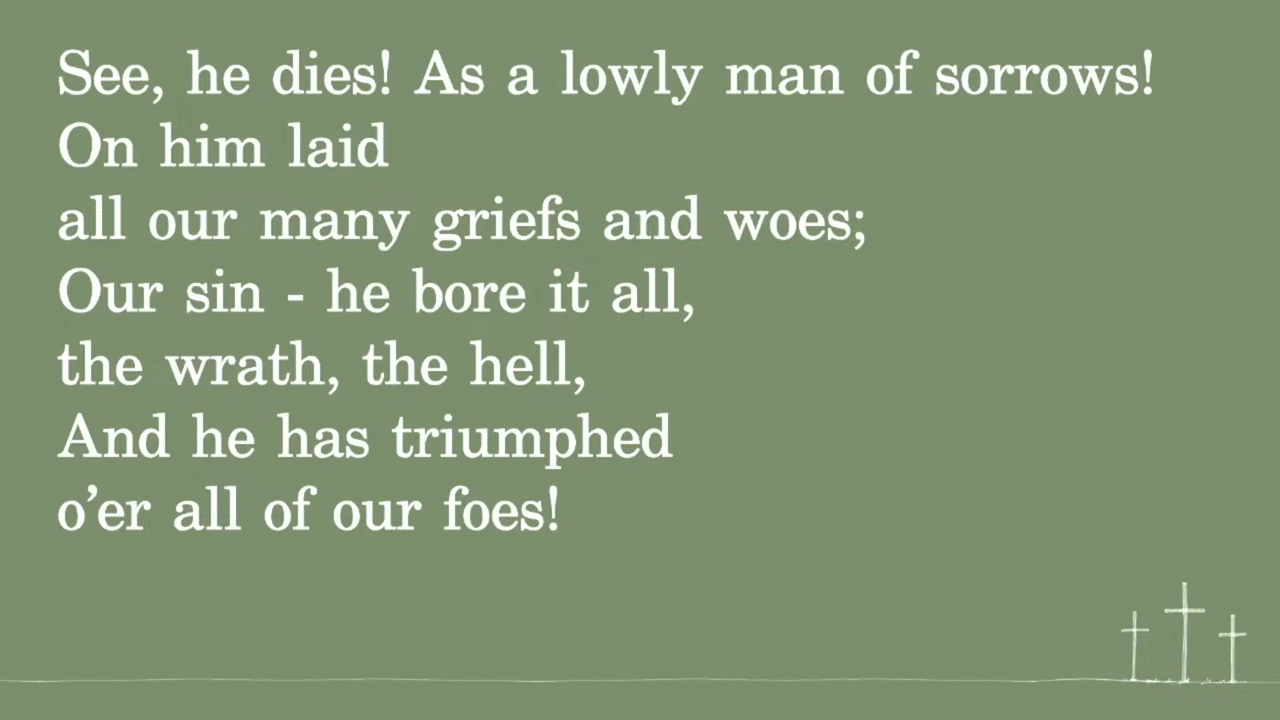 See, he dies! As a lowly man of sorrows!
On him laid
all our many griefs and woes;
Our sin - he bore it all,
the wrath, the hell,
And he has triumphed
o’er all of our foes!